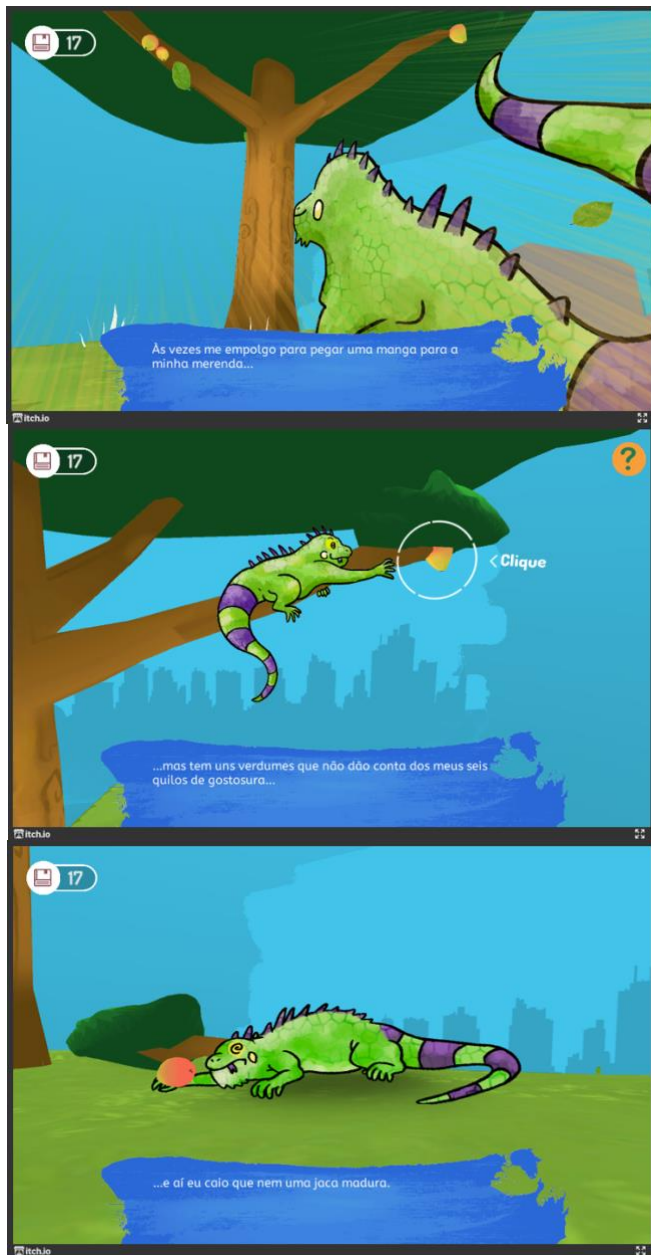 17
Às vezes me empolgo para pegar uma manga para a
minha merenda...
itch.io
17
?
<Clique
...mas tem uns verdumes que não dão conta dos meus seis
quilos de gostosura...
itch.io
17
...e aí eu caio que nem uma jaca madura.
itch.io